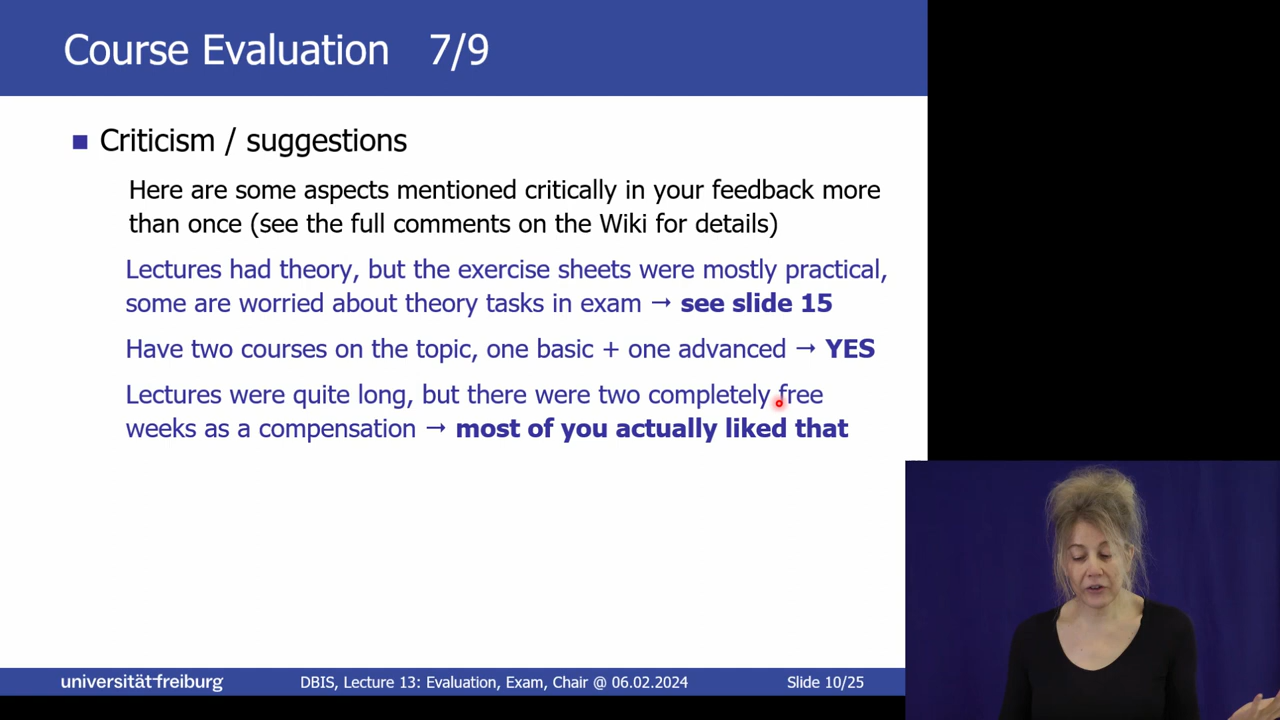 Course Evaluation 7/9
Criticism / suggestions
Here are some aspects mentioned critically in your feedback more
than once (see the full comments on the Wiki for details)
Lectures had theory, but the exercise sheets were mostly practical,
some are worried about theory tasks in exam → see slide 15
Have two courses on the topic, one basic + one advanced → YES
Lectures were quite long, but there were two completely free
weeks as a compensation → most of you actually liked that
universität freiburg
DBIS, Lecture 13: Evaluation, Exam, Chair @ 06.02.2024
Slide 10/25